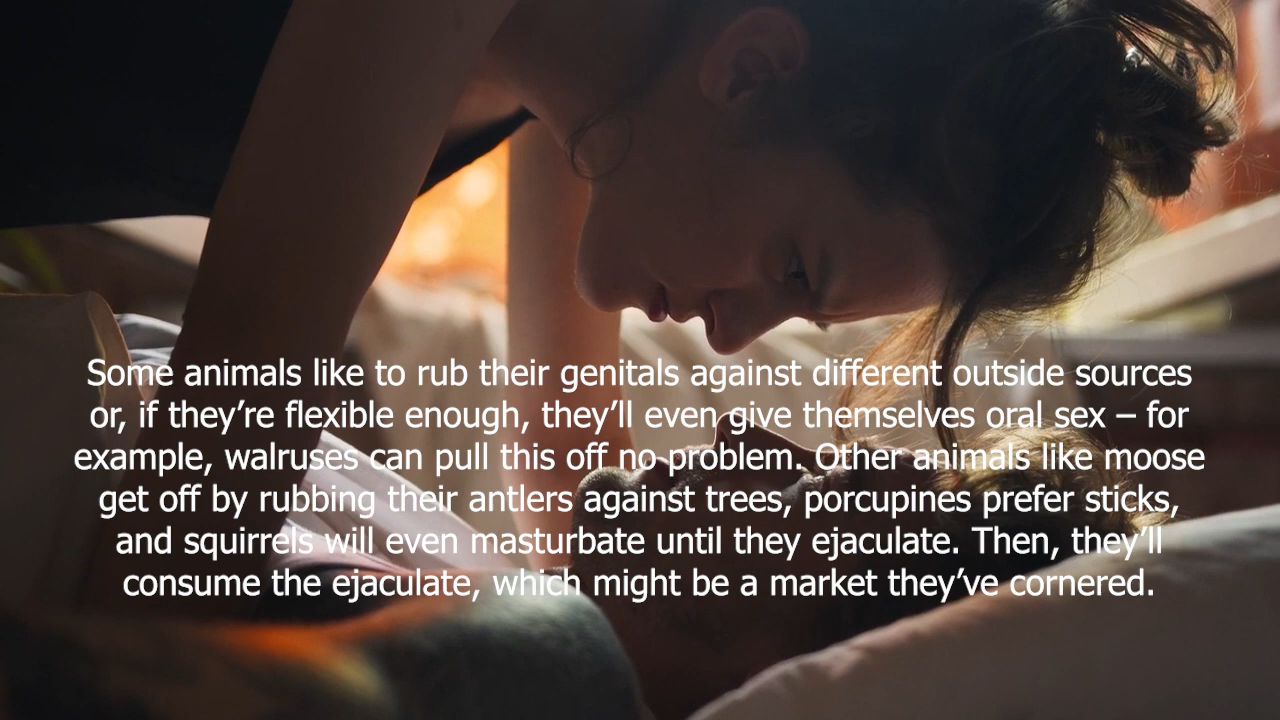 Some animals like to rub their genitals against different outside sources
or, if they’re flexible enough, they’ll even give themselves oral sex – for
example, walruses can pull this off no problem. Other animals like moose
get off by rubbing their antlers against trees, porcupines prefer sticks,
and squirrels will even masturbate until they ejaculate. Then, they’ll
consume the ejaculate, which might be a market they’ve cornered.